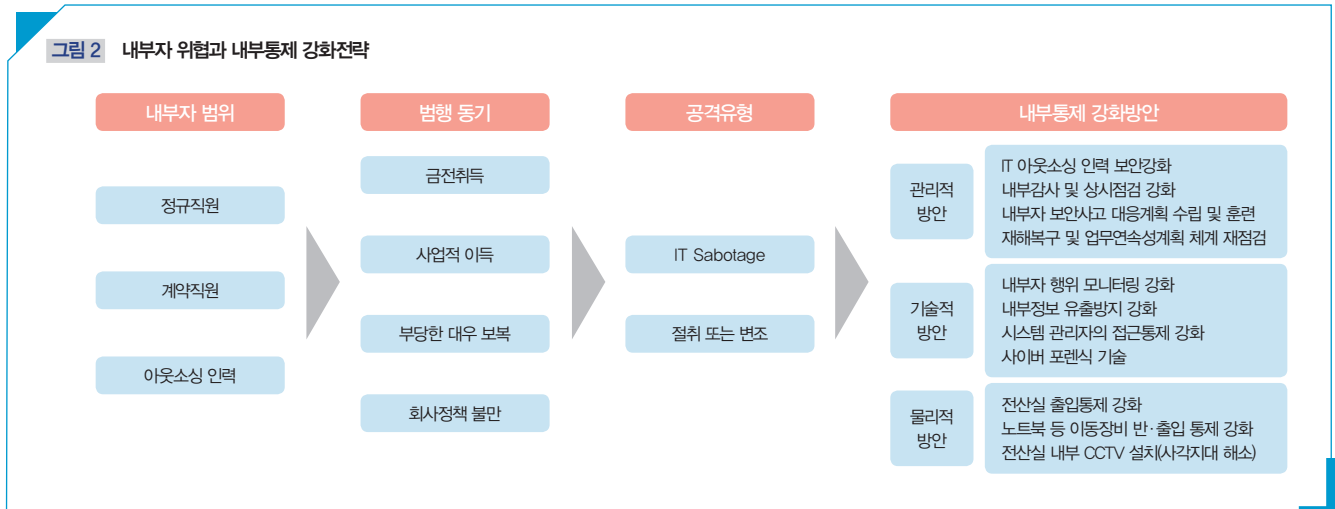 그림 2 내부자 위협과 내부통제 강화전략
내부자 범위
정규직원
계약직원
아웃소싱 인력
범행 동기
금전취득
사업적 이득
부당한 대우 보복
회사정책 불만
공격유형
IT Sabotage
절취 또는 변조
내부통제 강화방안
관리적
방안
IT 아웃소싱 인력 보안강화
내부감사 및 상시점검 강화
내부자 보안사고 대응계획 수립 및 훈련
재해복구 및 업무연속성계획 체계 재점검
기술적
방안
내부자 행위 모니터링 강화
내부정보 유출방지 강화
시스템 관리자의 접근통제 강화
사이버 포렌식 기술
물리적
방안
전산실 출입통제 강화
노트북 등 이동장비 반·출입 통제 강화
전산실 내부 CCTV 설치(사각지대 해소)